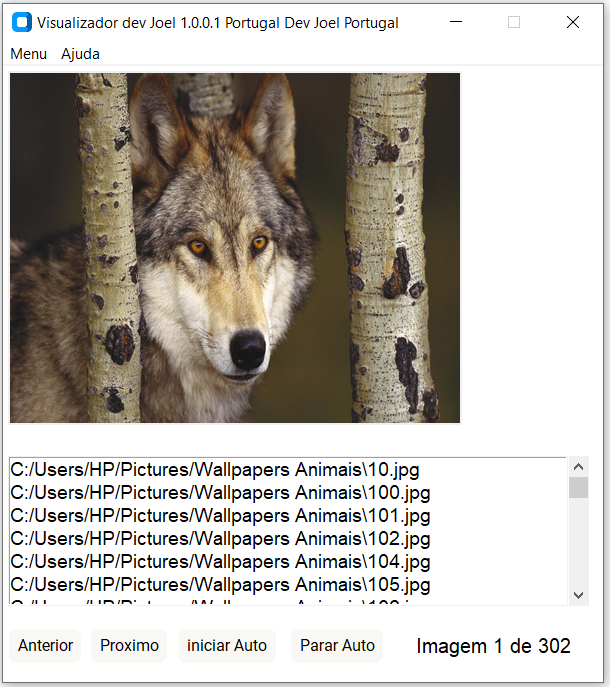 Visualizador dev Joel 1.0.0.1 Portugal Dev Joel Portugal
Menu Ajuda
C:/Users/HP/Pictures/Wallpapers Animais\10.jpg
C:/Users/HP/Pictures/Wallpapers Animais\100.jpg
C:/Users/HP/Pictures/Wallpapers Animais\101.jpg
C:/Users/HP/Pictures/Wallpapers Animais\102.jpg
C:/Users/HP/Pictures/Wallpapers Animais\104.jpg
C:/Users/HP/Pictures/Wallpapers Animais\105.jpg
Anterior Proximo iniciar Auto Parar Auto Imagem 1 de 302